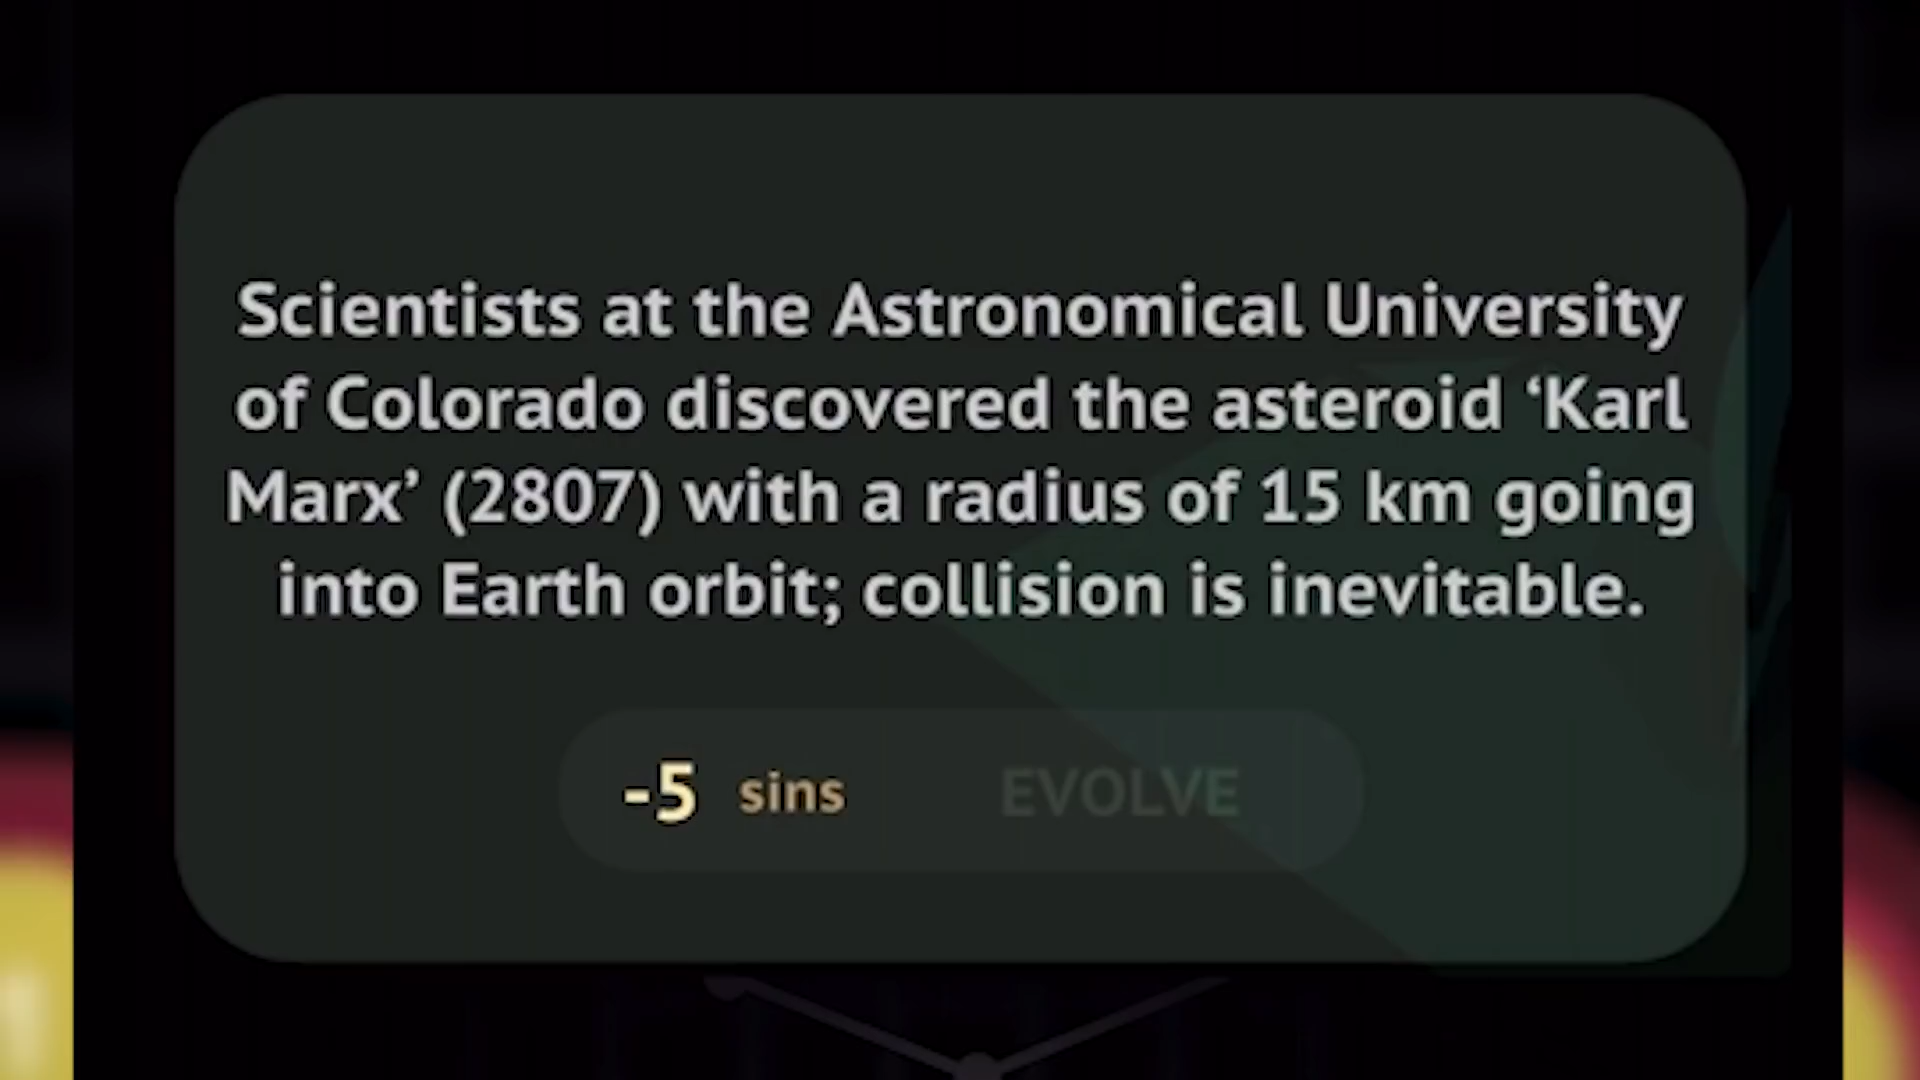 Scientists at the Astronomical University
of Colorado discovered the asteroid ‘Karl
Marx’ (2807) with a radius of 15 km going
into Earth orbit; collision is inevitable.
-5 sins EVOLVE